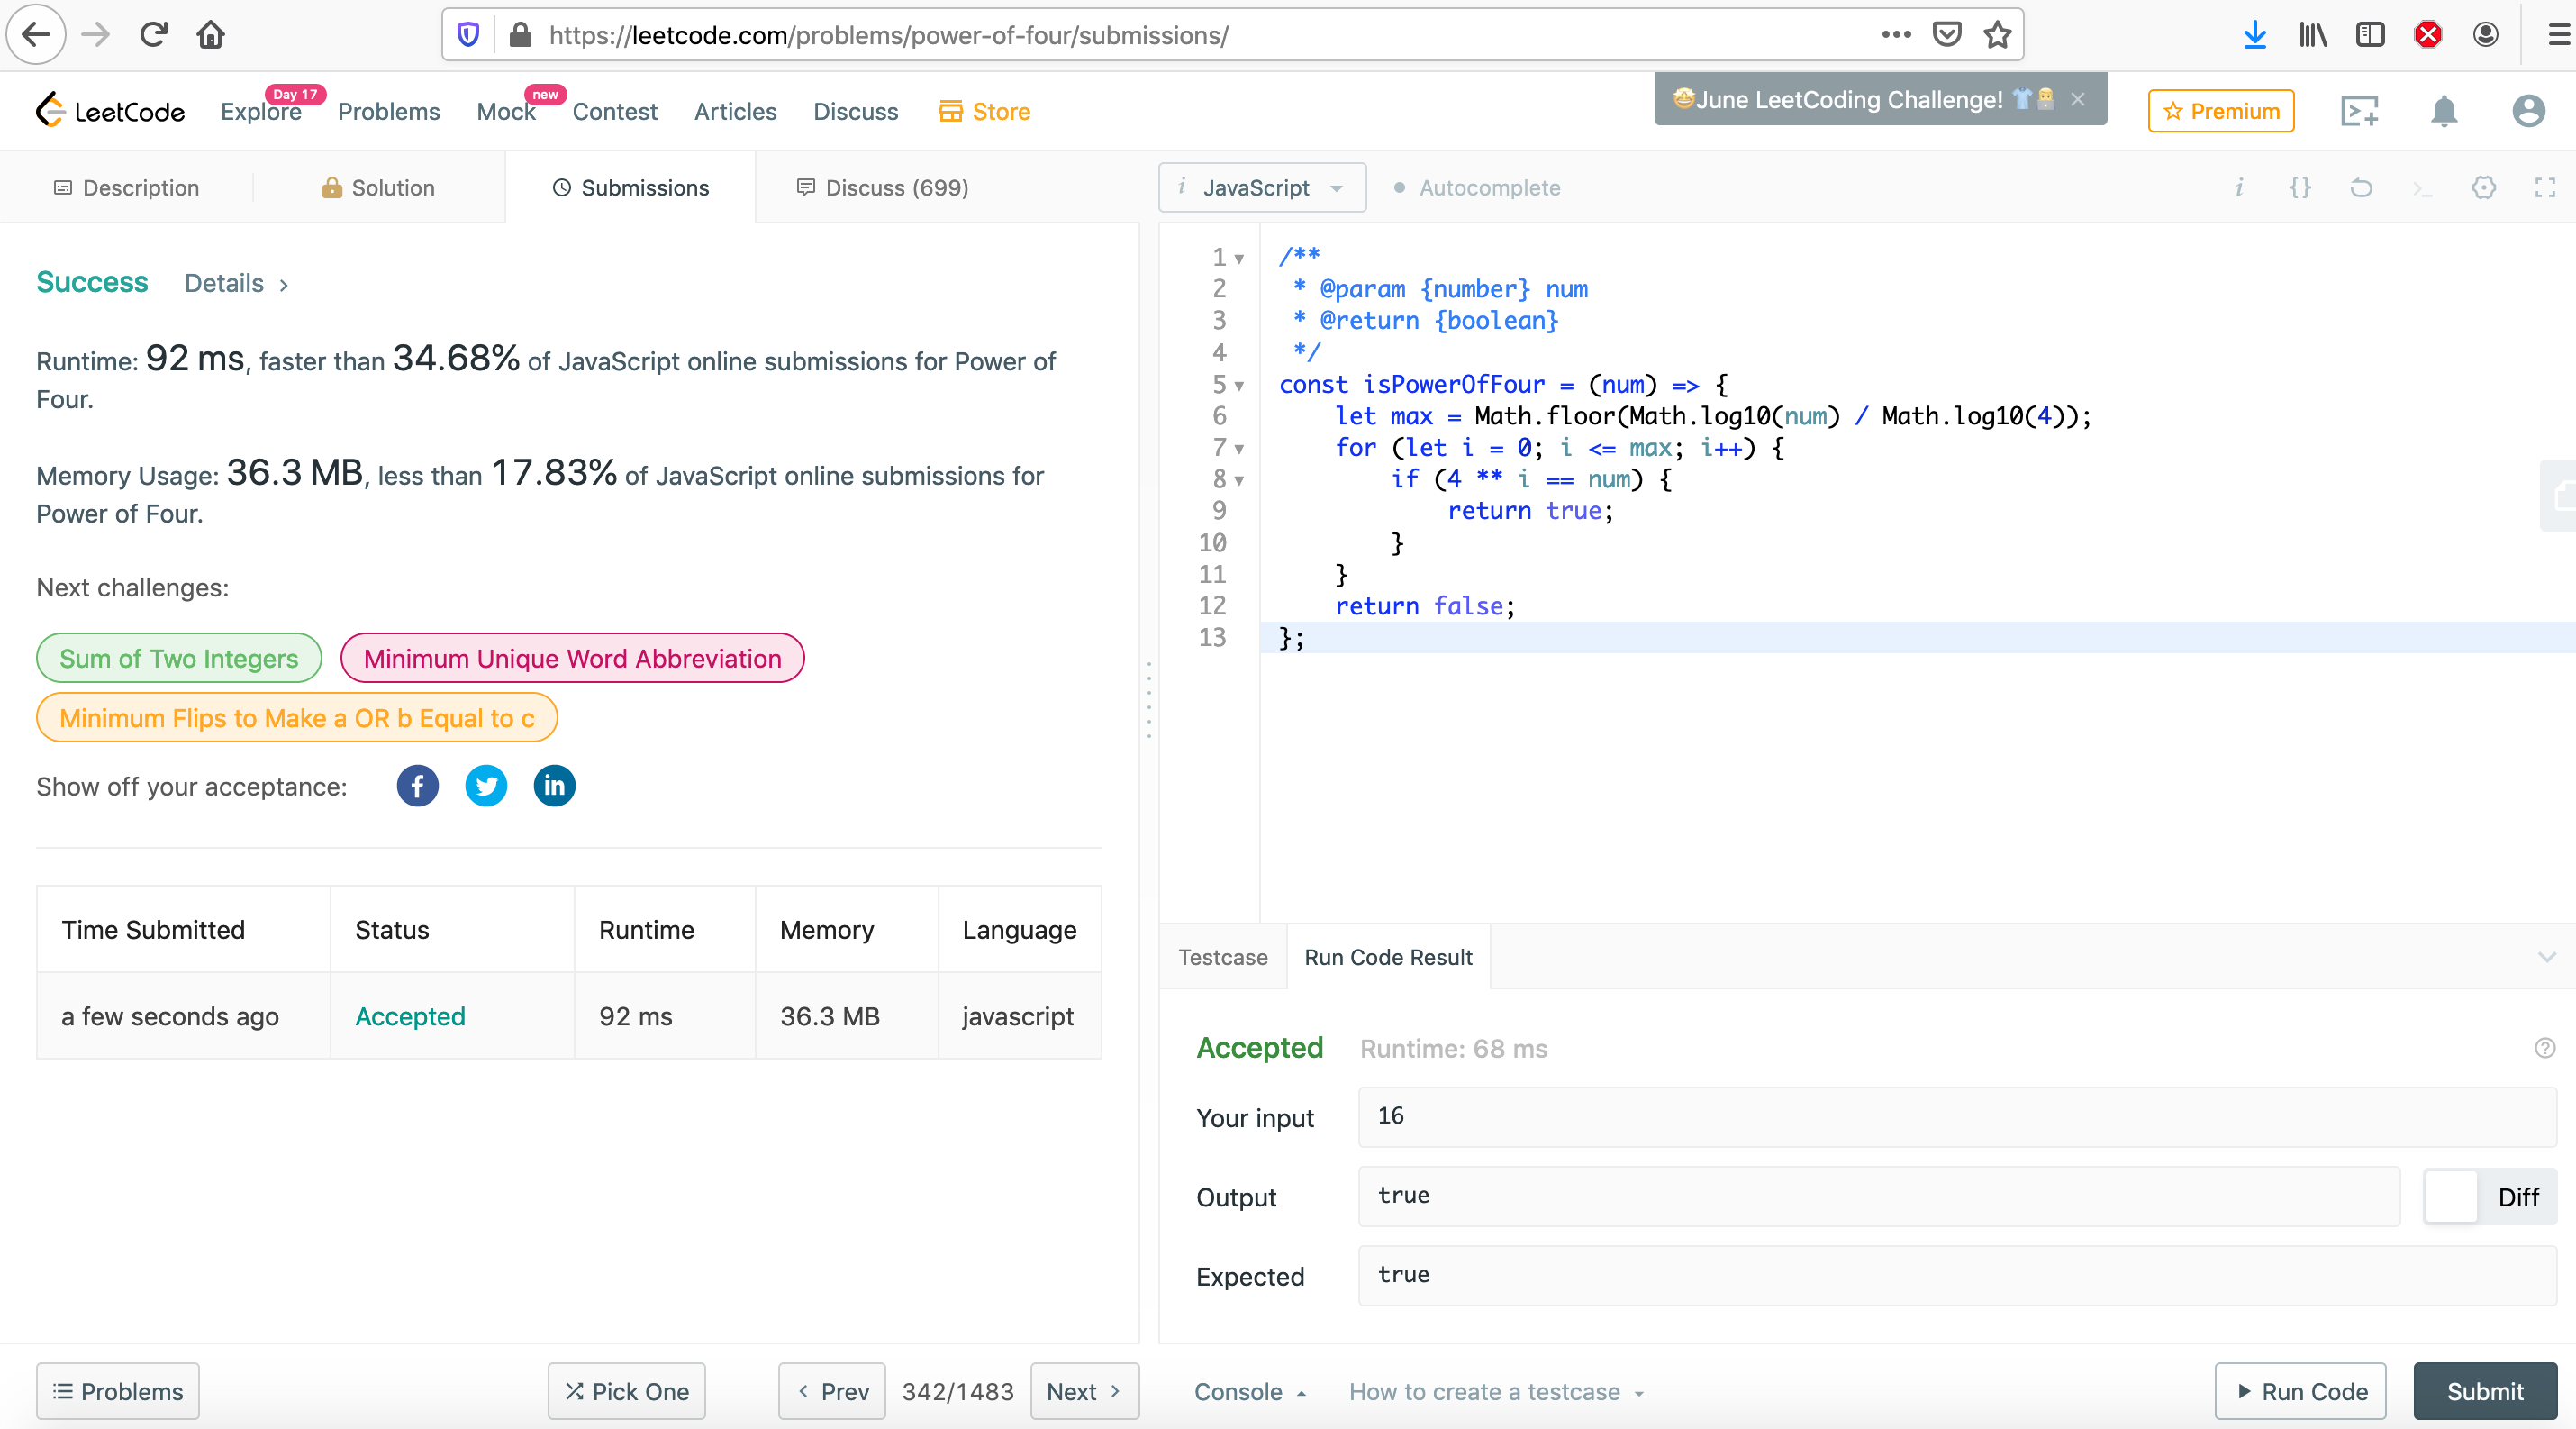 https://leetcode.com/problems/power-of-four/submissions/
LeetCode
Explore
Day 17
Problems
Mock
new
Contest
Articles
Discuss
Store
🤩June LeetCoding Challenge! 👕👨🏼
Premium
Description
Solution
Submissions
Discuss (699)
i JavaScript
Autocomplete
Success Details >
Runtime: 92 ms, faster than 34.68% of JavaScript online submissions for Power of
Four.
Memory Usage: 36.3 MB, less than 17.83% of JavaScript online submissions for
Power of Four.
Next challenges:
Sum of Two Integers
Minimum Unique Word Abbreviation
Minimum Flips to Make a OR b Equal to c
Show off your acceptance:
f
in
Time Submitted Status Runtime Memory Language
a few seconds ago Accepted 92 ms 36.3 MB javascript
i {} >_
1 /**
2 * @param {number} num
3 * @return {boolean}
4 */
5 const isPowerOfFour = (num) => {
6 let max = Math.floor(Math.log10(num) / Math.log10(4));
7 for (let i = 0; i <= max; i++) {
8 if (4 ** i == num) {
9 return true;
10 }
11 }
12 return false;
13 };
Testcase
Run Code Result
Accepted Runtime: 68 ms
?
Your input
16
Output
true
Diff
Expected
true
Problems
Pick One
< Prev
342/1483
Next >
Console
How to create a testcase
Run Code
Submit